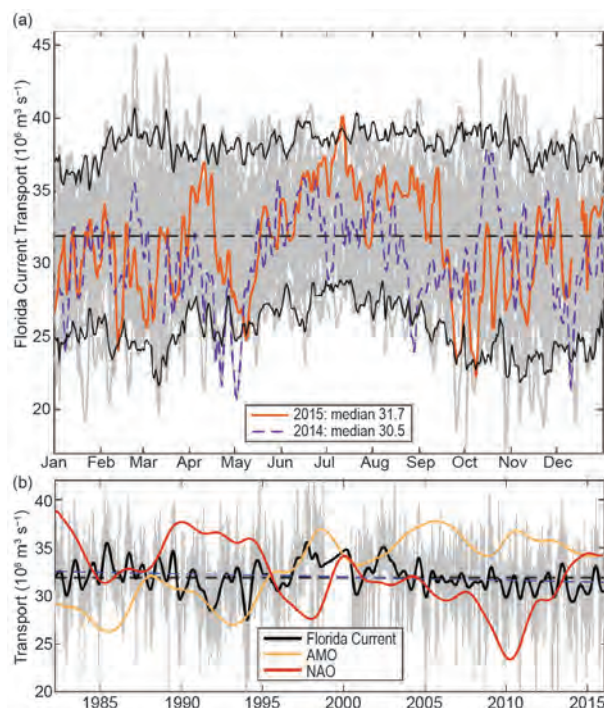 (a)
45
40
35
30
25
20
Florida Current Transport (10⁶ m³ s⁻¹)
2015: median 31.7
2014: median 30.5
Jan Feb Mar Apr May Jun Jul Aug Sep Oct Nov Dec
(b)
40
35
30
25
20
Transport (10⁶ m³ s⁻¹)
Florida Current
AMO
NAO
1985 1990 1995 2000 2005 2010 2015